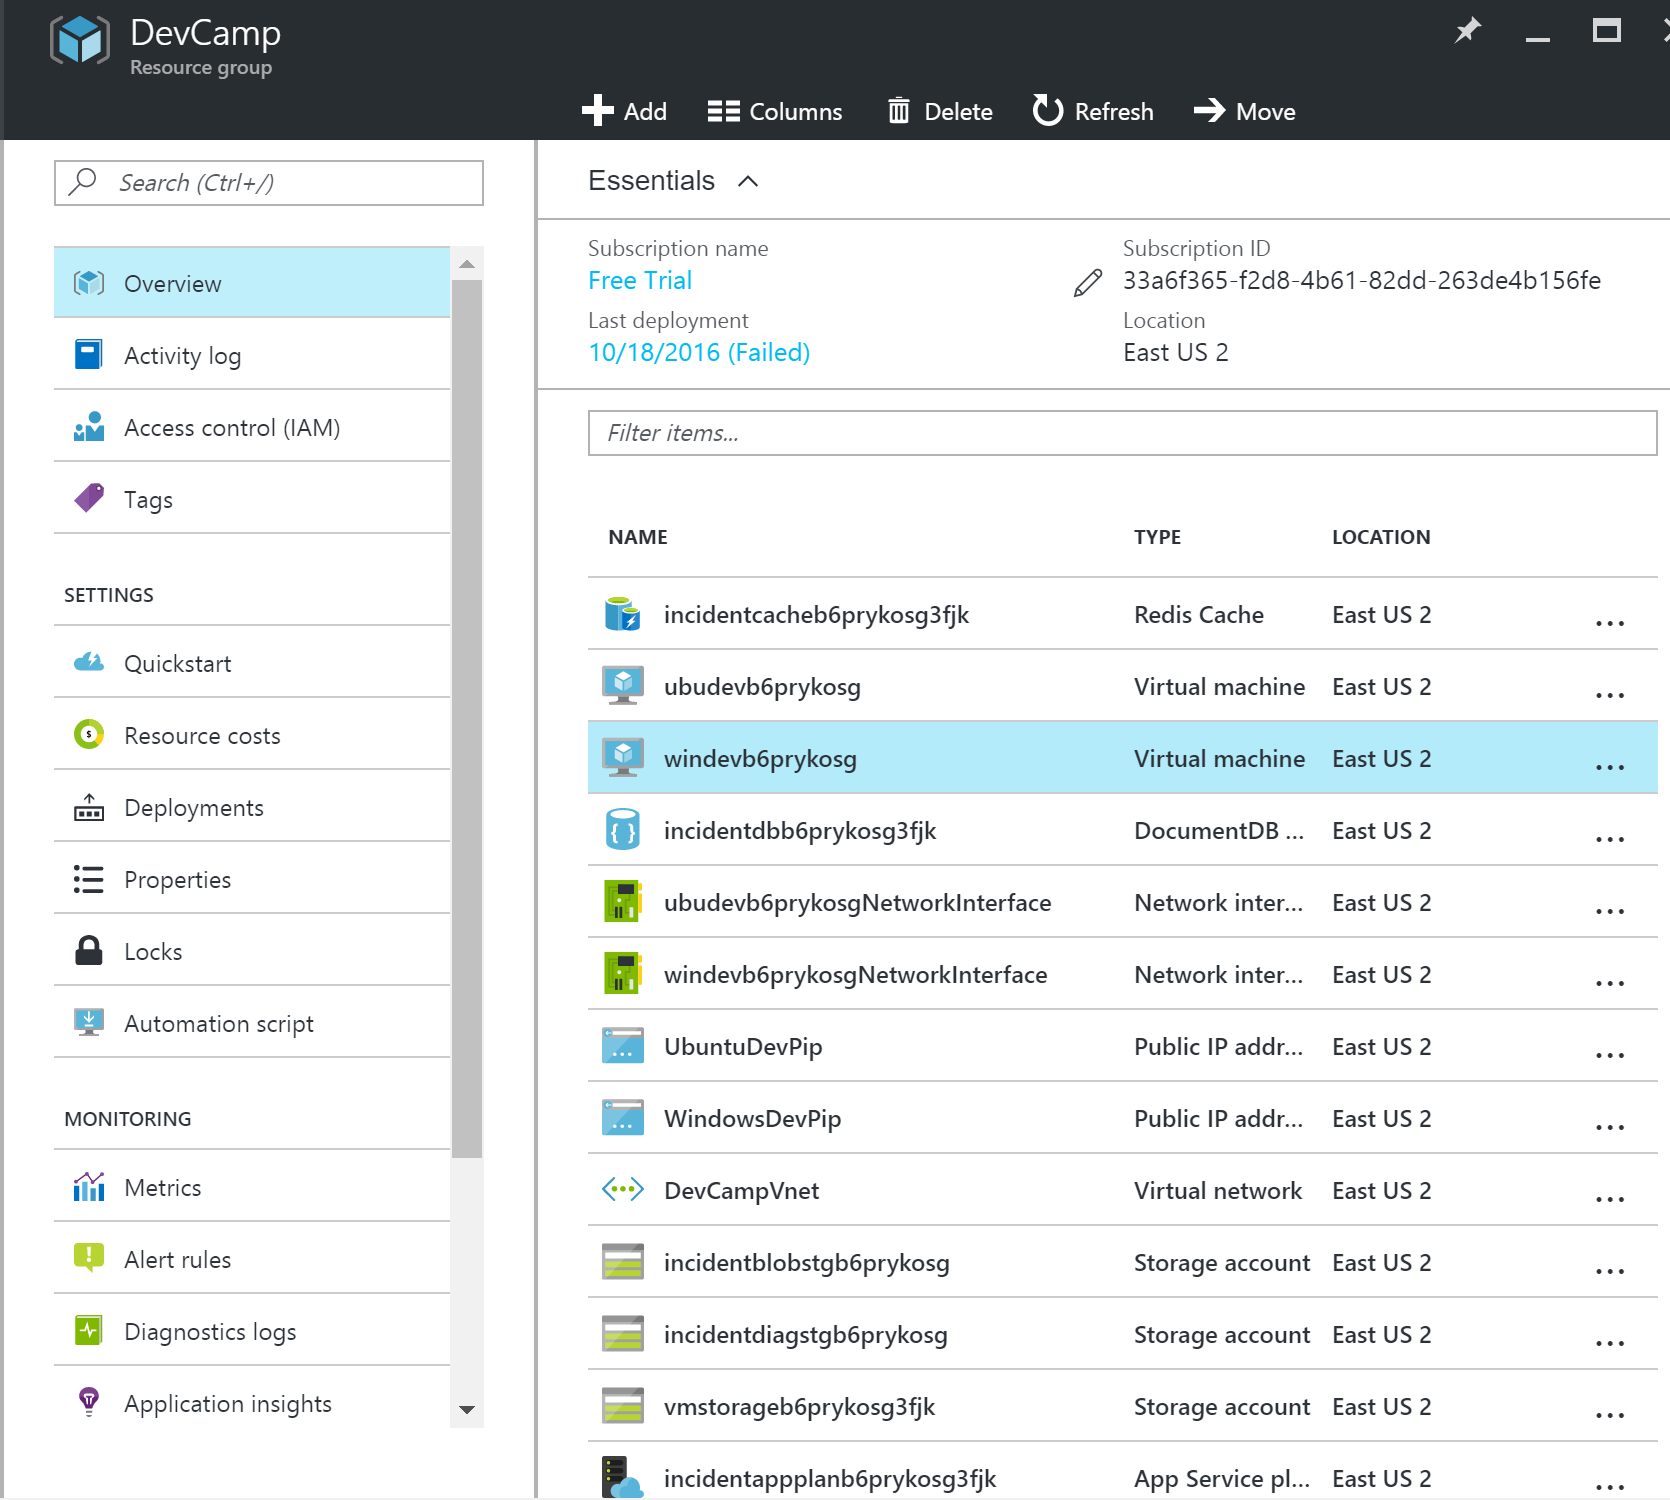 DevCamp
Resource group
Add Columns Delete Refresh Move
Search (Ctrl+/)
Overview
Activity log
Access control (IAM)
Tags
SETTINGS
Quickstart
Resource costs
Deployments
Properties
Locks
Automation script
MONITORING
Metrics
Alert rules
Diagnostics logs
Application insights
Essentials
Subscription name
Free Trial
Last deployment
10/18/2016 (Failed)
Subscription ID
33a6f365-f2d8-4b61-82dd-263de4b156fe
Location
East US 2
Filter items...
NAME TYPE LOCATION
incidentcacheb6prykosg3fjk Redis Cache East US 2 ...
ubudevb6prykosg Virtual machine East US 2 ...
windevb6prykosg Virtual machine East US 2 ...
incidentdbb6prykosg3fjk DocumentDB ... East US 2 ...
ubudevb6prykosgNetworkInterface Network inter... East US 2 ...
windevb6prykosgNetworkInterface Network inter... East US 2 ...
UbuntuDevPip Public IP addr... East US 2 ...
WindowsDevPip Public IP addr... East US 2 ...
DevCampVnet Virtual network East US 2 ...
incidentblobstgb6prykosg Storage account East US 2 ...
incidentdiagstgb6prykosg Storage account East US 2 ...
vmstorageb6prykosg3fjk Storage account East US 2 ...
incidentappplanb6prykosg3fjk App Service pl... East US 2 ...